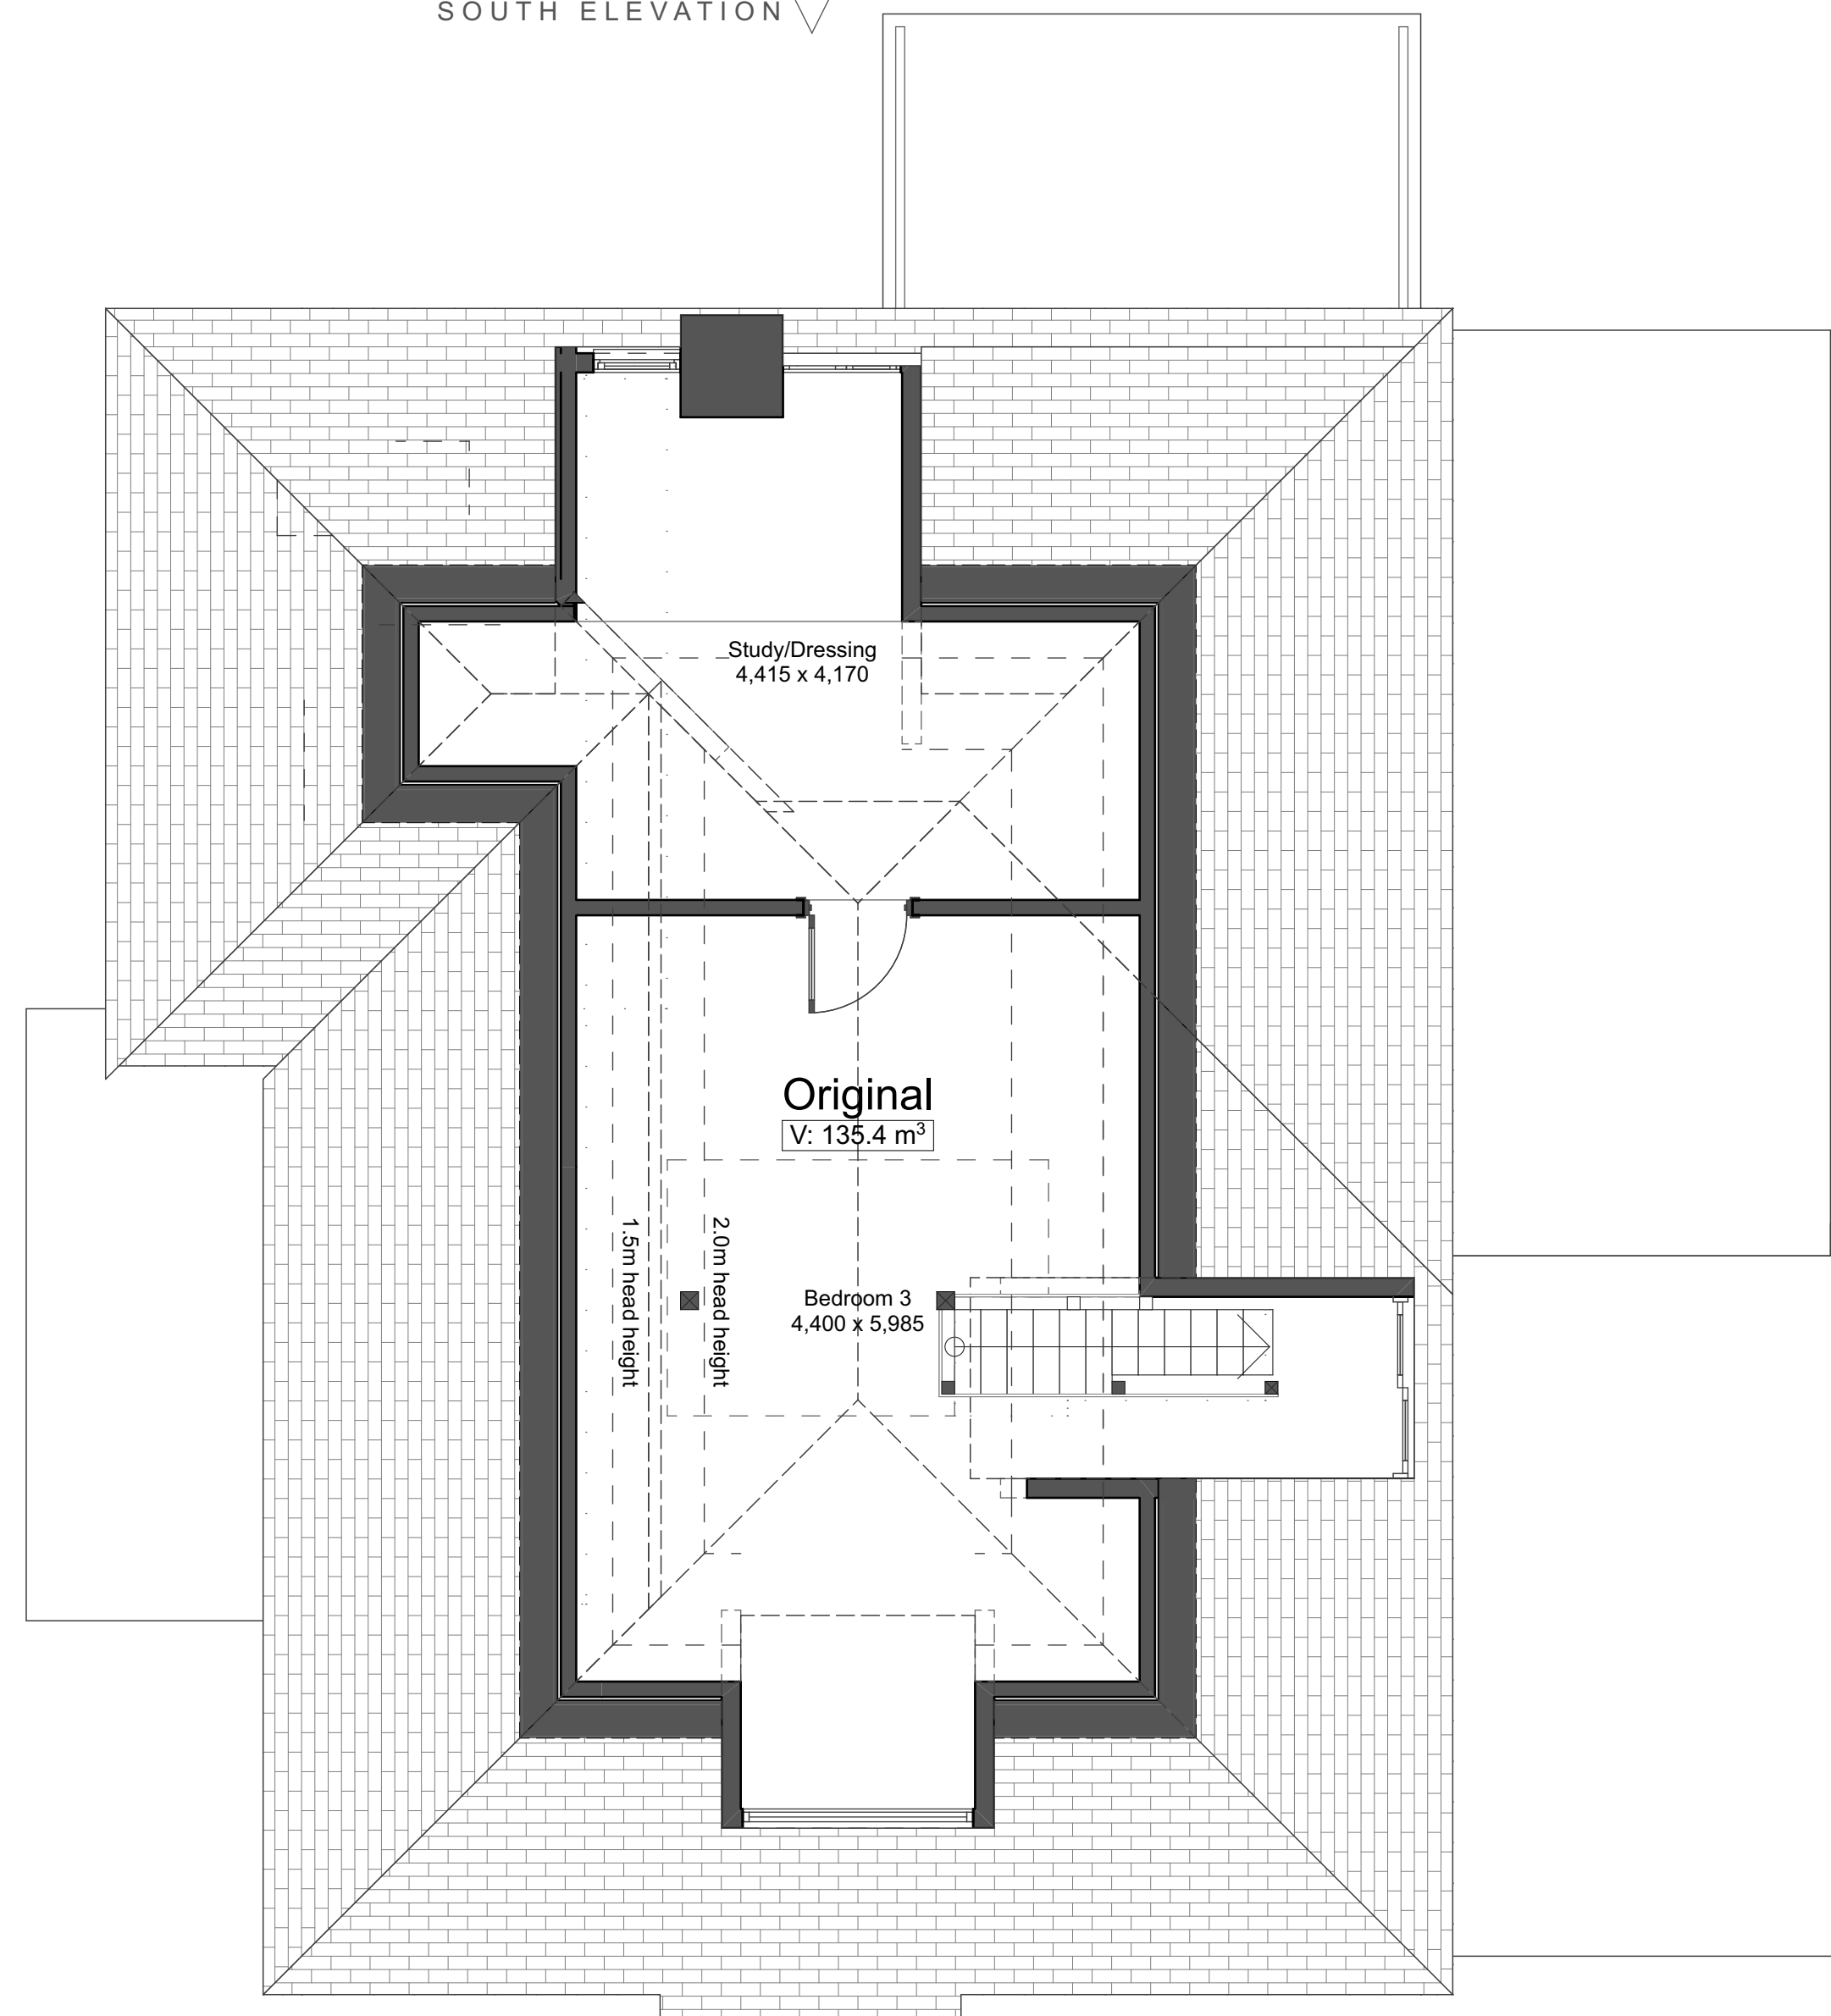 SOUTH ELEVATION
Study/Dressing
4,415 x 4,170
Original
V: 135.4 m³
1.5m head height
2.0m head height
Bedroom 3
4,400 x 5,985